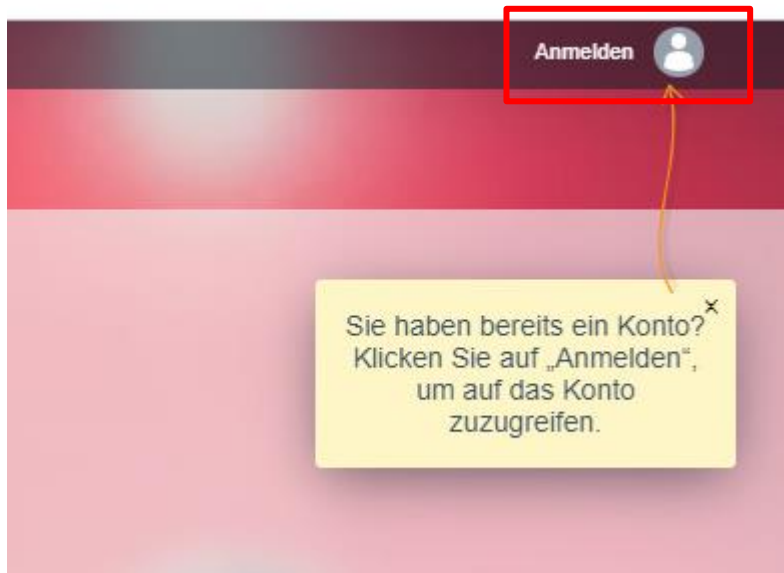 Anmelden
Sie haben bereits ein Konto?
Klicken Sie auf „Anmelden“,
um auf das Konto
zuzugreifen.